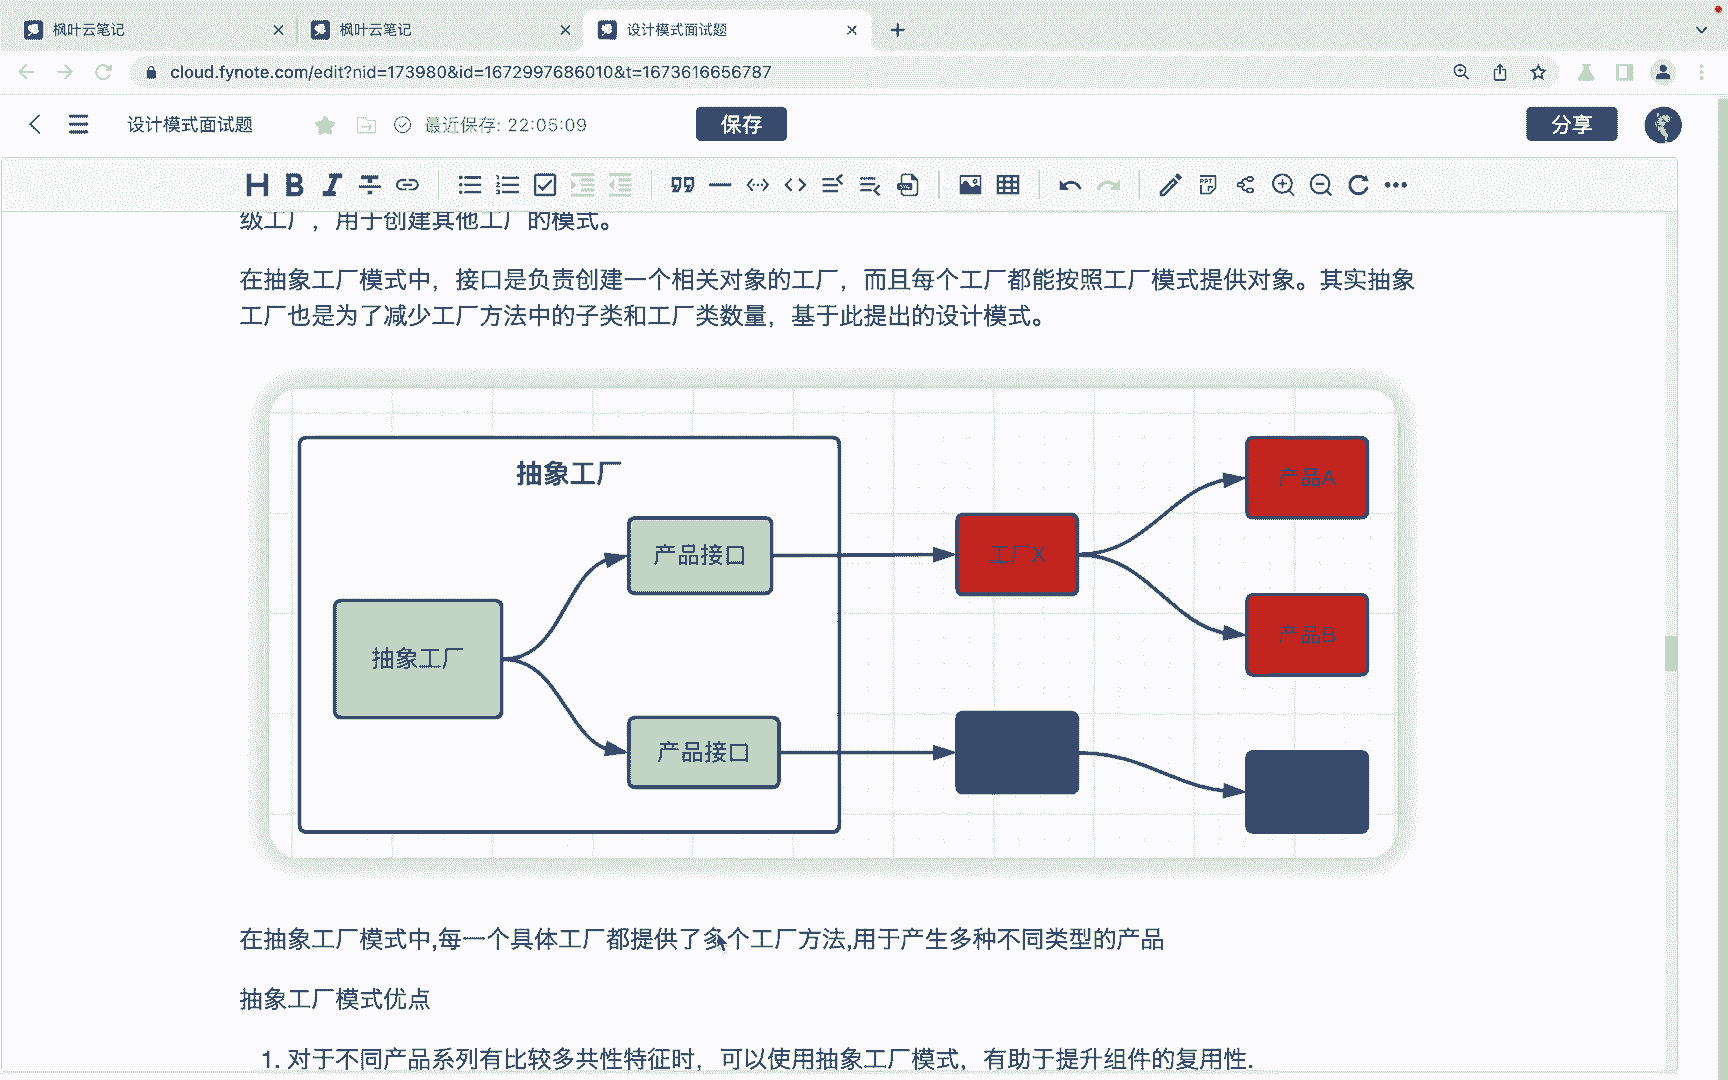 枫叶云笔记
枫叶云笔记
设计模式面试题
cloud.fynote.com/edit?nid=173980&id=1672997686010&t=1673616656787
设计模式面试题
最近保存: 22:05:09
保存
分享
级工厂，用于创建其他工厂的模式。
在抽象工厂模式中，接口是负责创建一个相关对象的工厂，而且每个工厂都能按照工厂模式提供对象。其实抽象
工厂也是为了减少工厂方法中的子类和工厂类数量，基于此提出的设计模式。
抽象工厂
产品A
产品接口
工厂X
产品B
抽象工厂
产品接口
在抽象工厂模式中,每一个具体工厂都提供了多个工厂方法,用于产生多种不同类型的产品
抽象工厂模式优点
1. 对于不同产品系列有比较多共性特征时，可以使用抽象工厂模式，有助于提升组件的复用性.